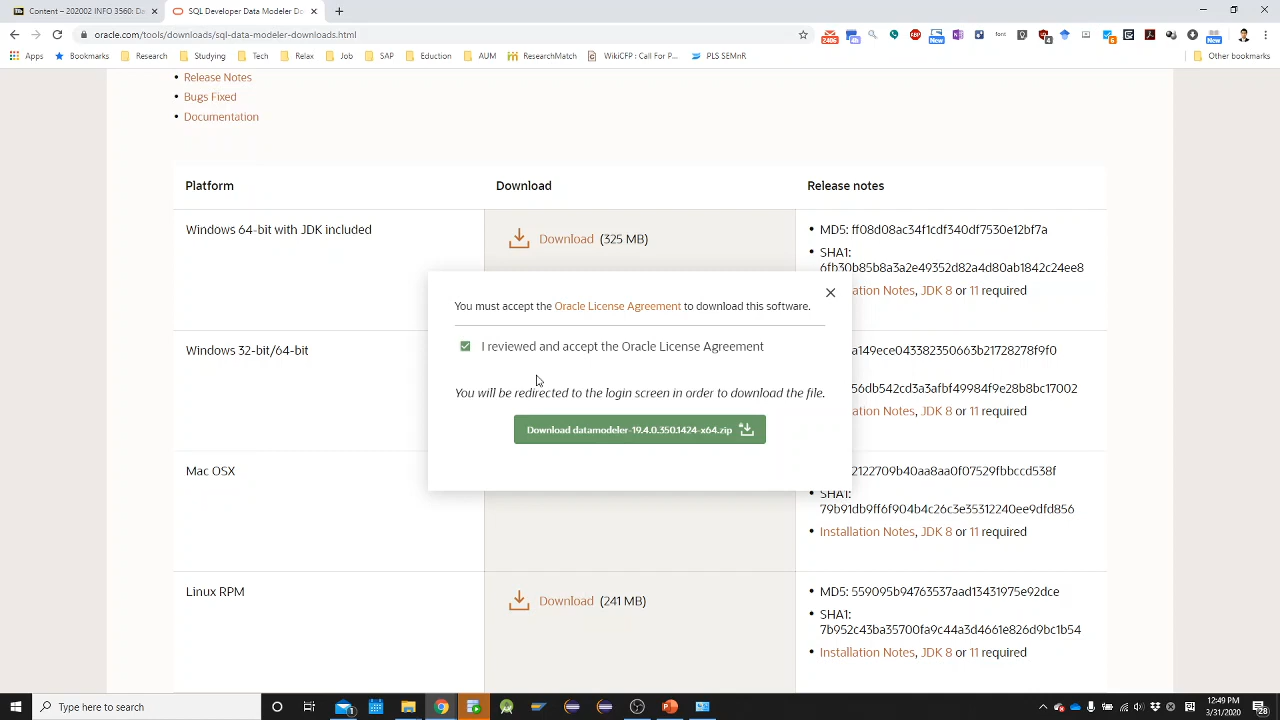 Content – 202002 INFO 3560: Da
SQL Developer Data Modeler Do
oracle.com/tools/downloads/sql-data-modeler-downloads.html
Apps
Bookmarks
Research
Studying
Tech
Relax
Job
SAP
Eduction
AUM
ResearchMatch
WikiCFP : Call For P...
PLS SEMnR
Other bookmarks
• Release Notes
• Bugs Fixed
• Documentation
Platform
Download
Release notes
Windows 64-bit with JDK included
Download (325 MB)
• MD5: ff08d08ac34f1cdf340df7530e12bf7a
• SHA1:
6fb30b85b8a3a2e49352d82a4d80ab1842c24ee8
ation Notes, JDK 8 or 11 required
You must accept the Oracle License Agreement to download this software.
I reviewed and accept the Oracle License Agreement
You will be redirected to the login screen in order to download the file.
Download datamodeler-19.4.0.350.1424-x64.zip
Windows 32-bit/64-bit
a149ece043382350663b21728278f9f0
56db542cd3a3afbf49984f9e28b8bc17002
ation Notes, JDK 8 or 11 required
Mac OSX
2122709b40aa8aa0f07529fbbccd538f
• SHA1:
79b91db9ff6f904b4c26c3e35312240ee9dfd856
• Installation Notes, JDK 8 or 11 required
Linux RPM
Download (241 MB)
• MD5: 559095b94763537aad13431975e92dce
• SHA1:
7b952c43ba35700fa9c44a3d4661e826d9bc1b54
• Installation Notes, JDK 8 or 11 required
Type here to search
12:49 PM
3/31/2020